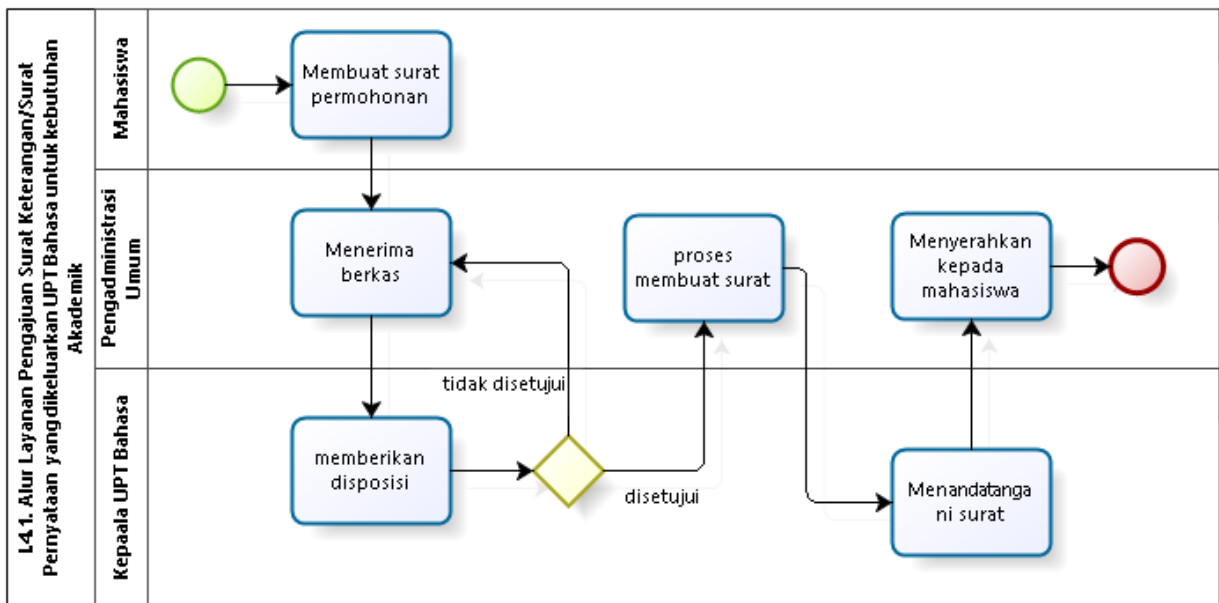 L4.1. Alur Layanan Pengajuan Surat Keterangan/Surat
Pernyataan yang dikeluarkan UPT Bahasa untuk kebutuhan
Akademik
Mahasiswa
Membuat surat
permohonan
Pengadministrasi
Umum
Menerima
berkas
proses
membuat surat
Menyerahkan
kepada
mahasiswa
Kepaala UPT Bahasa
tidak disetujui
memberikan
disposisi
disetujui
Menandatanga
ni surat